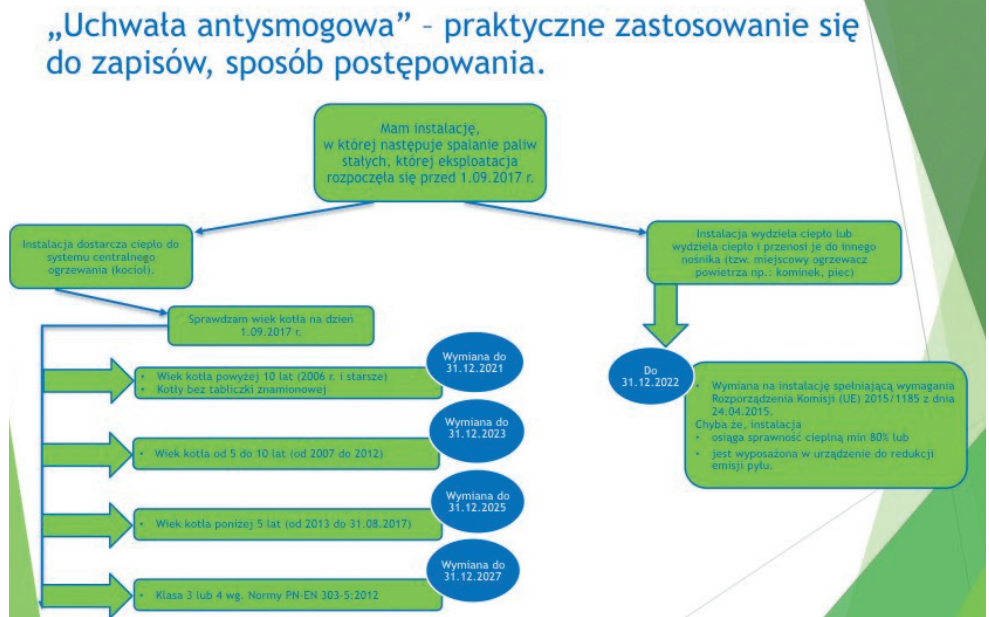 „Uchwała antysmogowa” – praktyczne zastosowanie się
do zapisów, sposób postępowania.
Mam instalację,
w której następuje spalanie paliw
stałych, której eksploatacja
rozpoczęła się przed 1.09.2017 r.
Instalacja dostarcza ciepło do
systemu centralnego
ogrzewania (kocioł).
Instalacja wydziela ciepło lub
wydziela ciepło i przenosi je do innego
nośnika (tzw. miejscowy ogrzewacz
powietrza np.: kominek, piec)
Sprawdzam wiek kotła na dzień
1.09.2017 r.
Wymiana do
31.12.2021
• Wiek kotła powyżej 10 lat (2006 r. i starsze)
• Kotły bez tabliczki znamionowej
Wymiana do
31.12.2023
• Wiek kotła od 5 do 10 lat (od 2007 do 2012)
Wymiana do
31.12.2025
• Wiek kotła poniżej 5 lat (od 2013 do 31.08.2017)
Wymiana do
31.12.2027
• Klasa 3 lub 4 wg. Normy PN-EN 303-5:2012
Do
31.12.2022
• Wymiana na instalację spełniającą wymagania
Rozporządzenia Komisji (UE) 2015/1185 z dnia
24.04.2015.
Chyba że, instalacja
• osiąga sprawność cieplną min 80% lub
• jest wyposażona w urządzenie do redukcji
emisji pyłu.